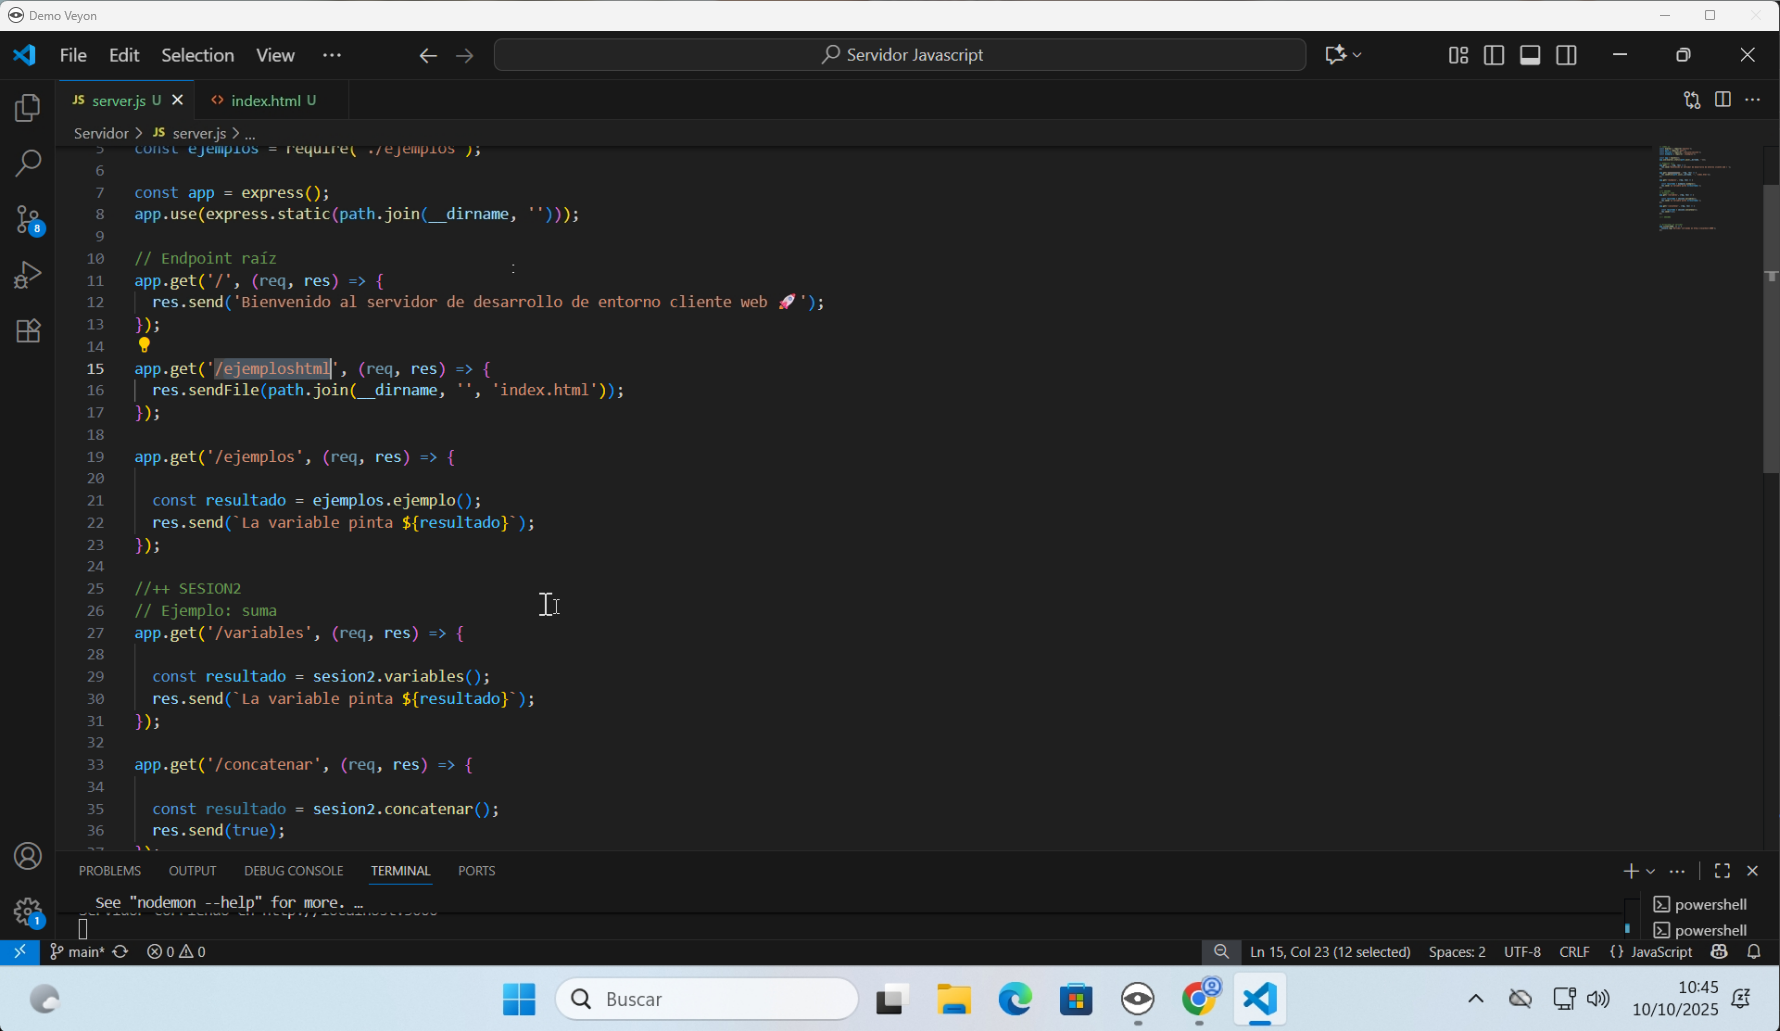 Demo Veyon
File Edit Selection View ···
Servidor Javascript
JS server.js U
<> index.html U
Servidor > JS server.js > ...
5 const ejemplos = require('./ejemplos');
6
7 const app = express();
8 app.use(express.static(path.join(__dirname, '')));
9
10 // Endpoint raíz
11 app.get('/', (req, res) => {
12 res.send('Bienvenido al servidor de desarrollo de entorno cliente web 🚀');
13 });
14
15 app.get('/ejemploshtml', (req, res) => {
16 res.sendFile(path.join(__dirname, '', 'index.html'));
17 });
18
19 app.get('/ejemplos', (req, res) => {
20
21 const resultado = ejemplos.ejemplo();
22 res.send(`La variable pinta ${resultado}`);
23 });
24
25 //++ SESION2
26 // Ejemplo: suma
27 app.get('/variables', (req, res) => {
28
29 const resultado = sesion2.variables();
30 res.send(`La variable pinta ${resultado}`);
31 });
32
33 app.get('/concatenar', (req, res) => {
34
35 const resultado = sesion2.concatenar();
36 res.send(true);
37 });
8
1
PROBLEMS OUTPUT DEBUG CONSOLE TERMINAL PORTS
See "nodemon --help" for more. …
Servidor corriendo en http://localhost:3000
powershell
powershell
main* 0 0
Ln 15, Col 23 (12 selected) Spaces: 2 UTF-8 CRLF {} JavaScript
Buscar
10:45
10/10/2025